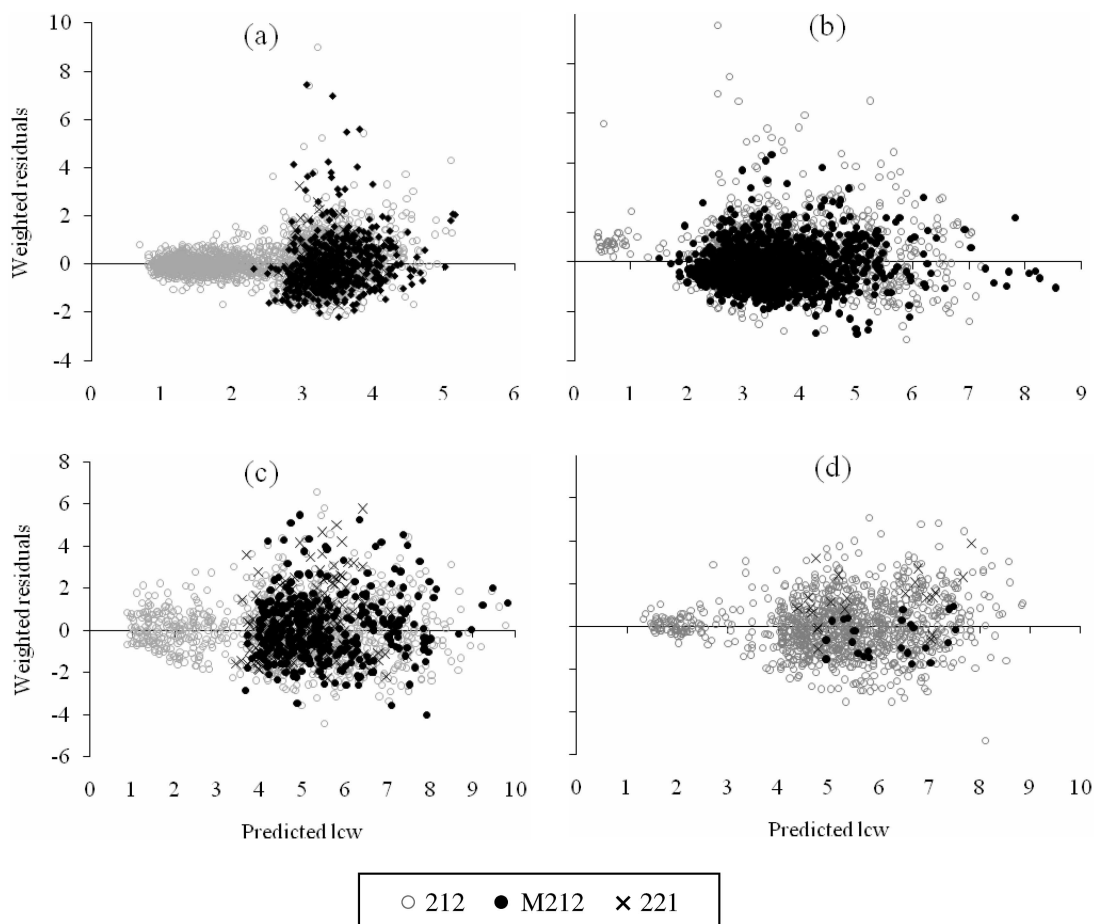 (a)
(b)
10
8
6
4
2
0
-2
-4
Weighted residuals
0 1 2 3 4 5 6
0 1 2 3 4 5 6 7 8 9
(c)
(d)
8
6
4
2
0
-2
-4
-6
Weighted residuals
0 1 2 3 4 5 6 7 8 9 10
0 1 2 3 4 5 6 7 8 9 10
Predicted lcw
Predicted lcw
212 M212 221